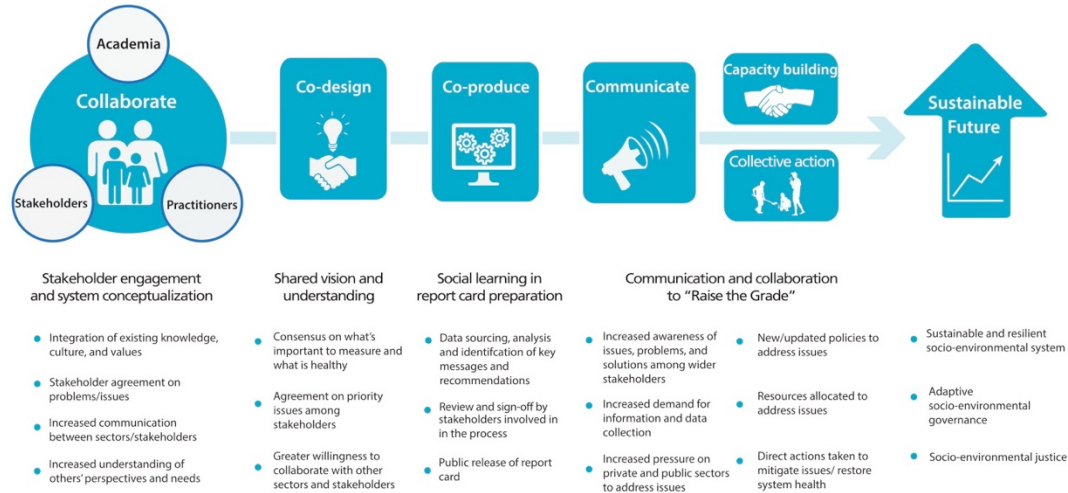 Academia
Collaborate
Stakeholders
Practitioners
Co-design
Co-produce
Communicate
Capacity building
Collective action
Sustainable
Future
Stakeholder engagement
and system conceptualization
Integration of existing knowledge,
culture, and values
Stakeholder agreement on
problems/issues
Increased communication
between sectors/stakeholders
Increased understanding of
others' perspectives and needs
Shared vision and
understanding
Consensus on what's
important to measure and
what is healthy
Agreement on priority
issues among
stakeholders
Greater willingness to
collaborate with other
sectors and stakeholders
Social learning in
report card preparation
Data sourcing, analysis
and identifcation of key
messages and
recommendations
Review and sign-off by
stakeholders involved in
in the process
Public release of report
card
Communication and collaboration
to “Raise the Grade”
Increased awareness of
issues, problems, and
solutions among wider
stakeholders
Increased demand for
information and data
collection
Increased pressure on
private and public sectors
to address issues
New/updated policies to
address issues
Resources allocated to
address issues
Direct actions taken to
mitigate issues/ restore
system health
Sustainable and resilient
socio-environmental system
Adaptive
socio-environmental
governance
Socio-environmental justice